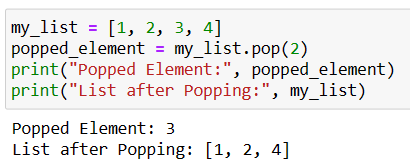 my_list = [1, 2, 3, 4]
popped_element = my_list.pop(2)
print("Popped Element:", popped_element)
print("List after Popping:", my_list)
Popped Element: 3
List after Popping: [1, 2, 4]